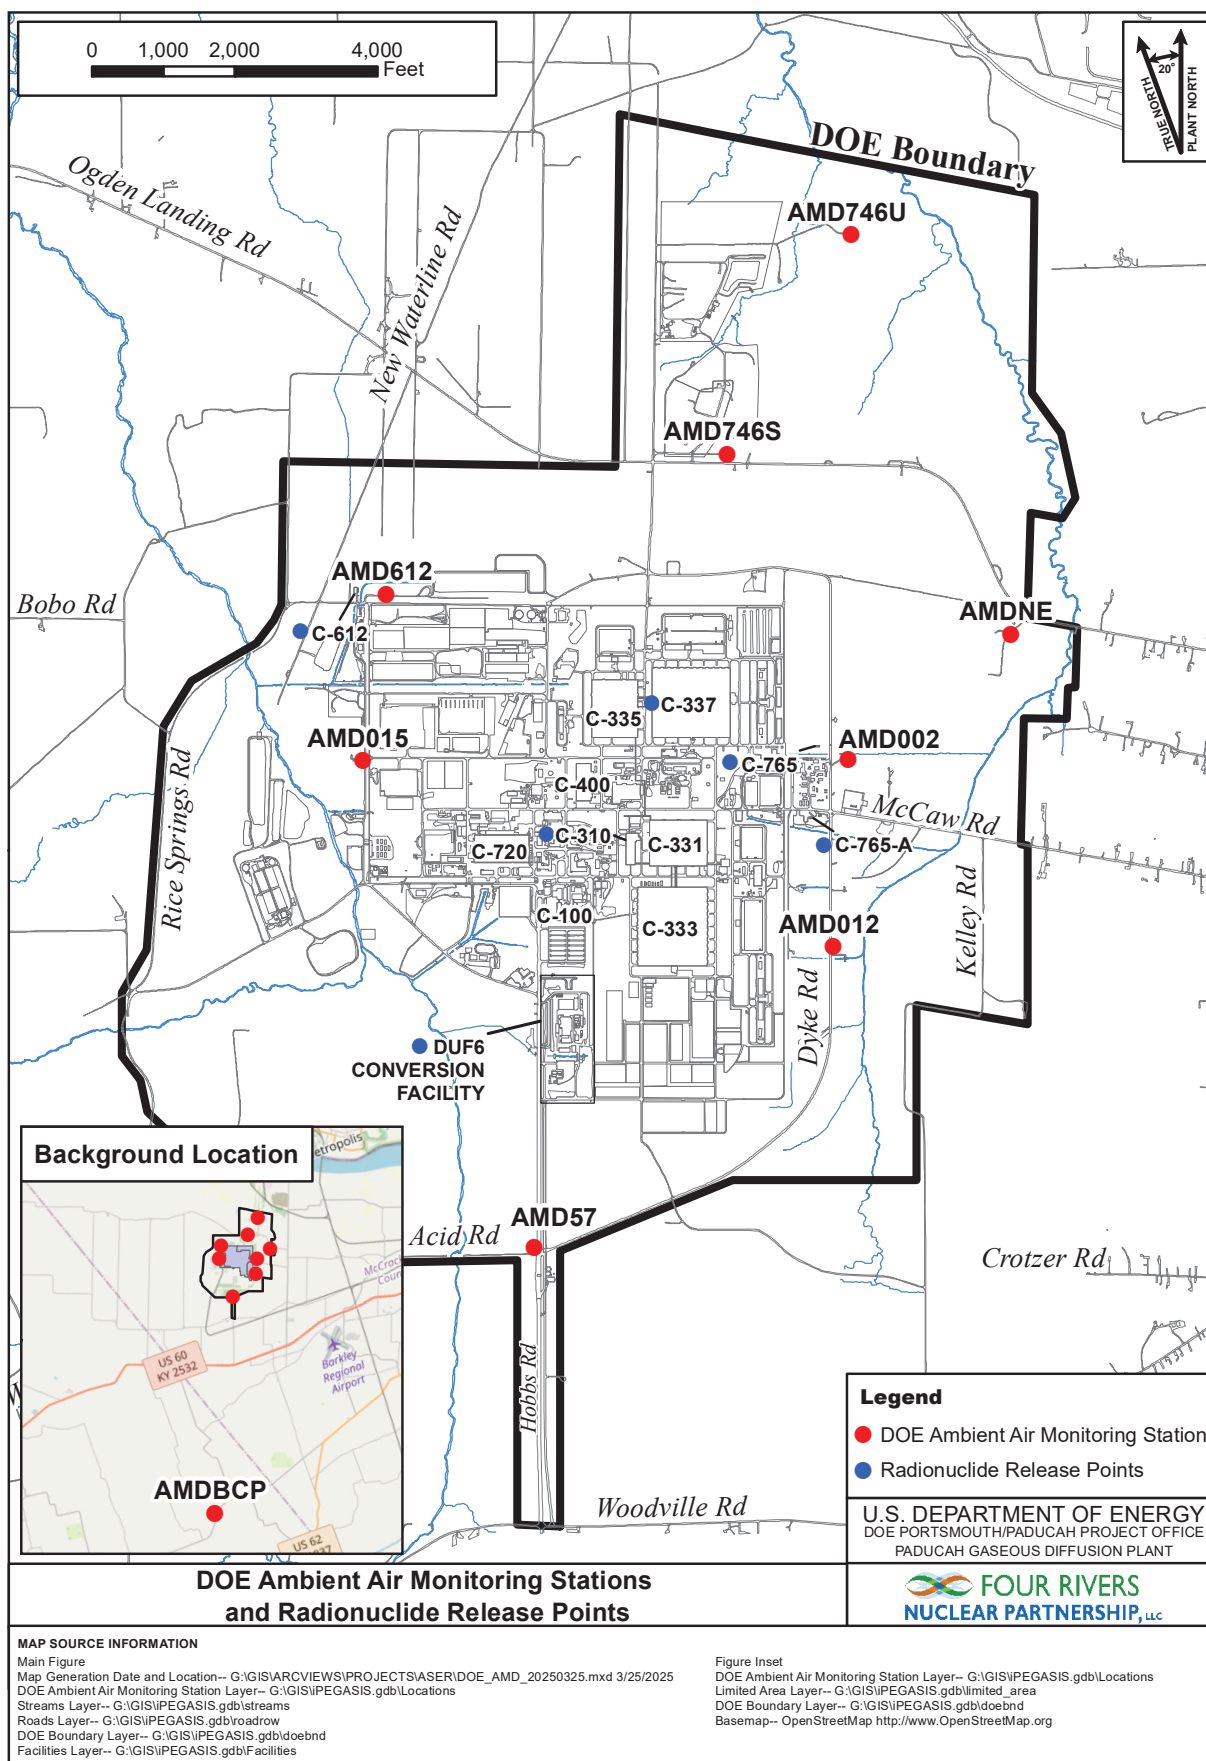 0 1,000 2,000 4,000
Feet
TRUE NORTH
20°
PLANT NORTH
DOE Boundary
Ogden Landing Rd
New Waterline Rd
AMD746U
AMD746S
AMD612
Bobo Rd
C-612
AMDNE
C-335
C-337
AMD015
AMD002
C-765
C-400
McCaw Rd
Rice Springs Rd
C-310
C-331
C-765-A
C-720
C-100
C-333
AMD012
Kelley Rd
Dyke Rd
DUF6
CONVERSION
FACILITY
Background Location
etropolis
McCrac
Coun
US 60
KY 2532
Barkley
Regional
Airport
AMDBCP
US 62
Acid Rd
AMD57
Crotzer Rd
Hobbs Rd
Woodville Rd
Legend
DOE Ambient Air Monitoring Station
Radionuclide Release Points
U.S. DEPARTMENT OF ENERGY
DOE PORTSMOUTH/PADUCAH PROJECT OFFICE
PADUCAH GASEOUS DIFFUSION PLANT
DOE Ambient Air Monitoring Stations
and Radionuclide Release Points
FOUR RIVERS
NUCLEAR PARTNERSHIP, LLC
MAP SOURCE INFORMATION
Main Figure
Map Generation Date and Location-- G:\GIS\ARCVIEWS\PROJECTS\ASER\DOE_AMD_20250325.mxd 3/25/2025
DOE Ambient Air Monitoring Station Layer-- G:\GIS\iPEGASIS.gdb\Locations
Streams Layer-- G:\GIS\iPEGASIS.gdb\streams
Roads Layer-- G:\GIS\iPEGASIS.gdb\roadrow
DOE Boundary Layer-- G:\GIS\iPEGASIS.gdb\doebnd
Facilities Layer-- G:\GIS\iPEGASIS.gdb\Facilities
Figure Inset
DOE Ambient Air Monitoring Station Layer-- G:\GIS\iPEGASIS.gdb\Locations
Limited Area Layer-- G:\GIS\iPEGASIS.gdb\limited_area
DOE Boundary Layer-- G:\GIS\iPEGASIS.gdb\doebnd
Basemap-- OpenStreetMap http://www.OpenStreetMap.org